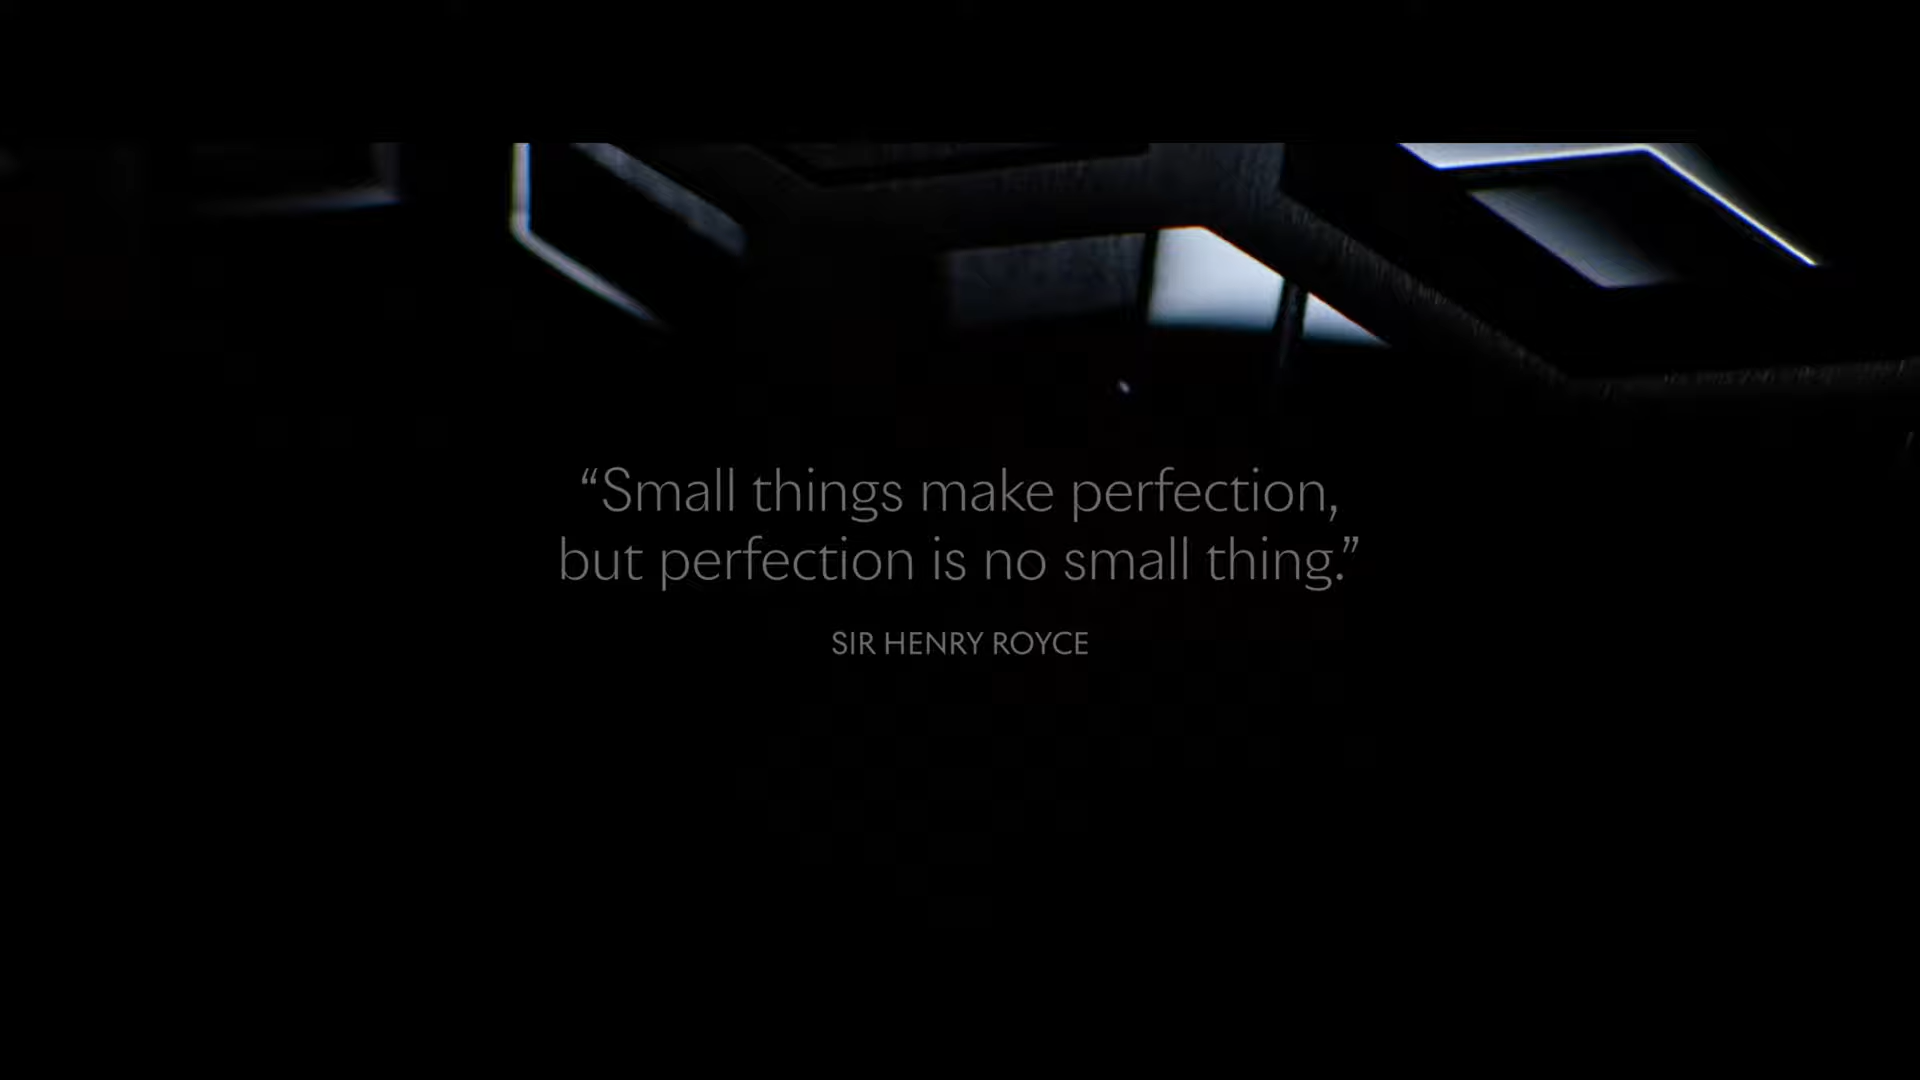 “Small things make perfection,
but perfection is no small thing.”
SIR HENRY ROYCE